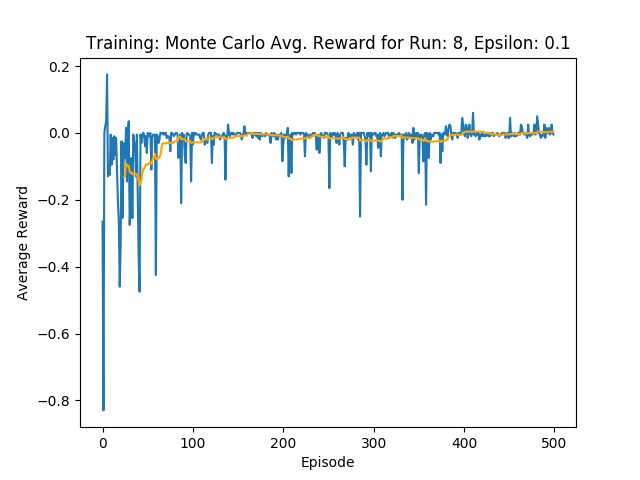 Training: Monte Carlo Avg. Reward for Run: 8, Epsilon: 0.1
0.2
0.0
−0.2
−0.4
−0.6
−0.8
Average Reward
0 100 200 300 400 500
Episode